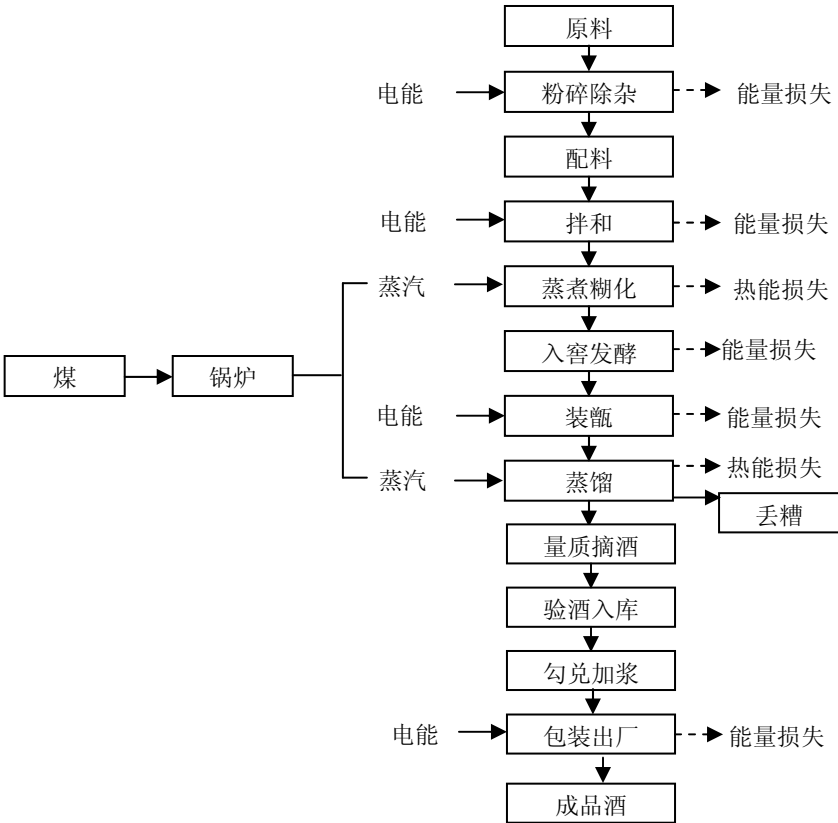 原料
电能 粉碎除杂 能量损失
配料
电能 拌和 能量损失
蒸汽 蒸煮糊化 热能损失
入窖发酵 能量损失
煤 锅炉
电能 装甑 能量损失
热能损失
蒸汽 蒸馏
丢糟
量质摘酒
验酒入库
勾兑加浆
电能 包装出厂 能量损失
成品酒